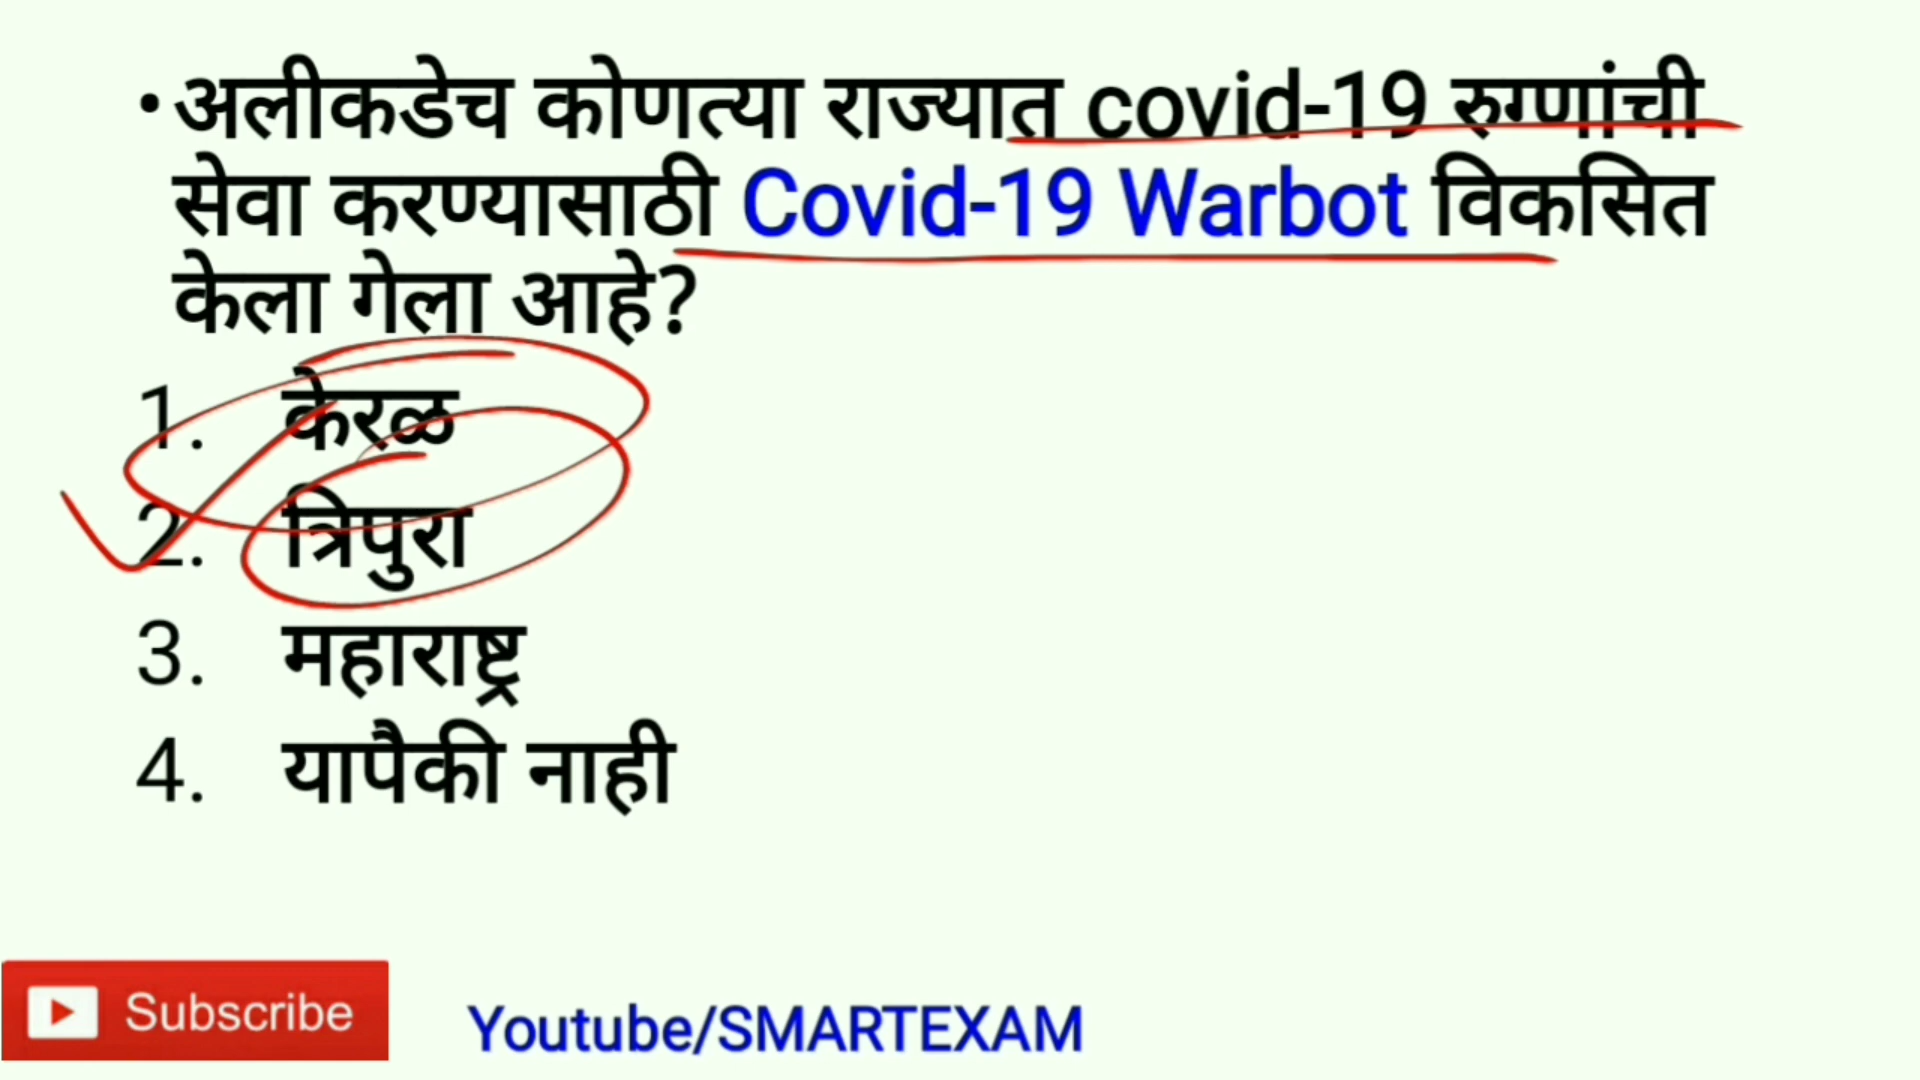 • अलीकडेच कोणत्या राज्यात covid-19 रुग्णांची
सेवा करण्यासाठी Covid-19 Warbot विकसित
केला गेला आहे?
1. केरळ
2. त्रिपुरा
3. महाराष्ट्र
4. यापैकी नाही
Subscribe
Youtube/SMARTEXAM